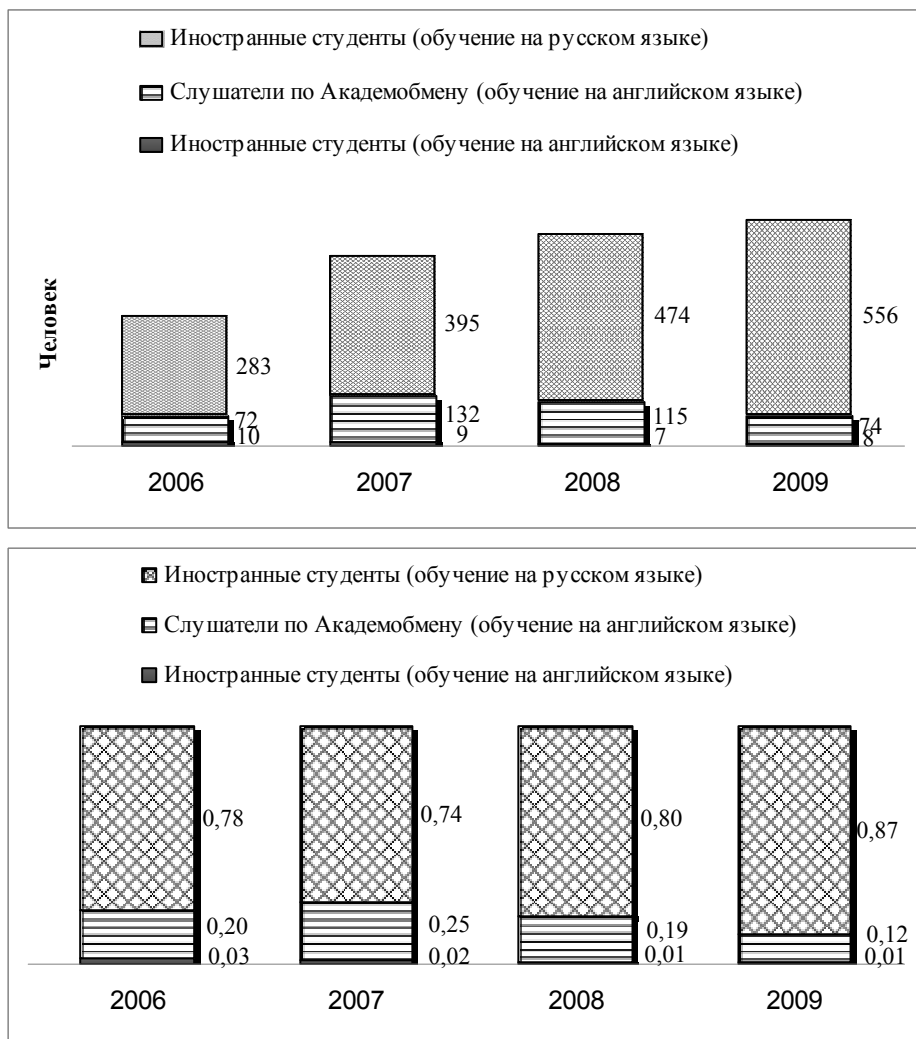 Иностранные студенты (обучение на русском языке)
Слушатели по Академобмену (обучение на английском языке)
Иностранные студенты (обучение на английском языке)
Человек
283
72
10
395
132
9
474
115
7
556
74
8
2006 2007 2008 2009
Иностранные студенты (обучение на русском языке)
Слушатели по Академобмену (обучение на английском языке)
Иностранные студенты (обучение на английском языке)
0,78
0,20
0,03
0,74
0,25
0,02
0,80
0,19
0,01
0,87
0,12
0,01
2006 2007 2008 2009